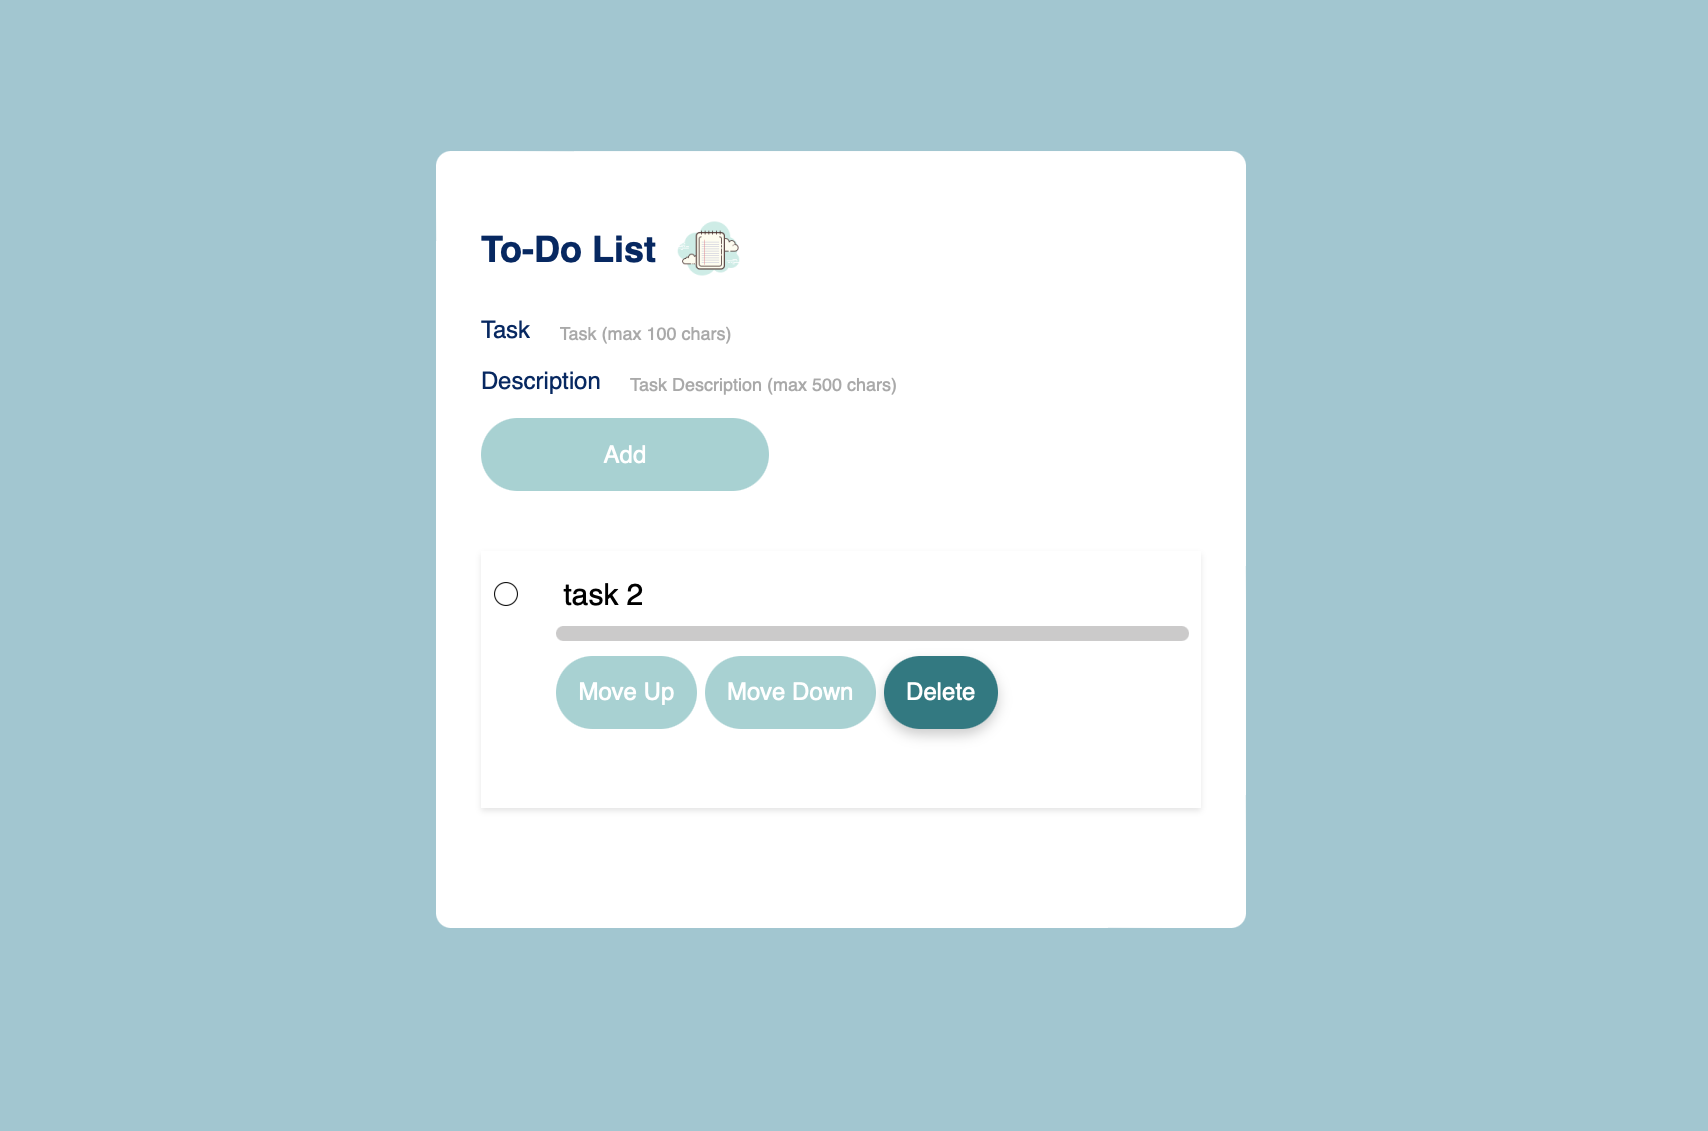 To-Do List
Task Task (max 100 chars)
Description Task Description (max 500 chars)
Add
task 2
Move Up Move Down Delete